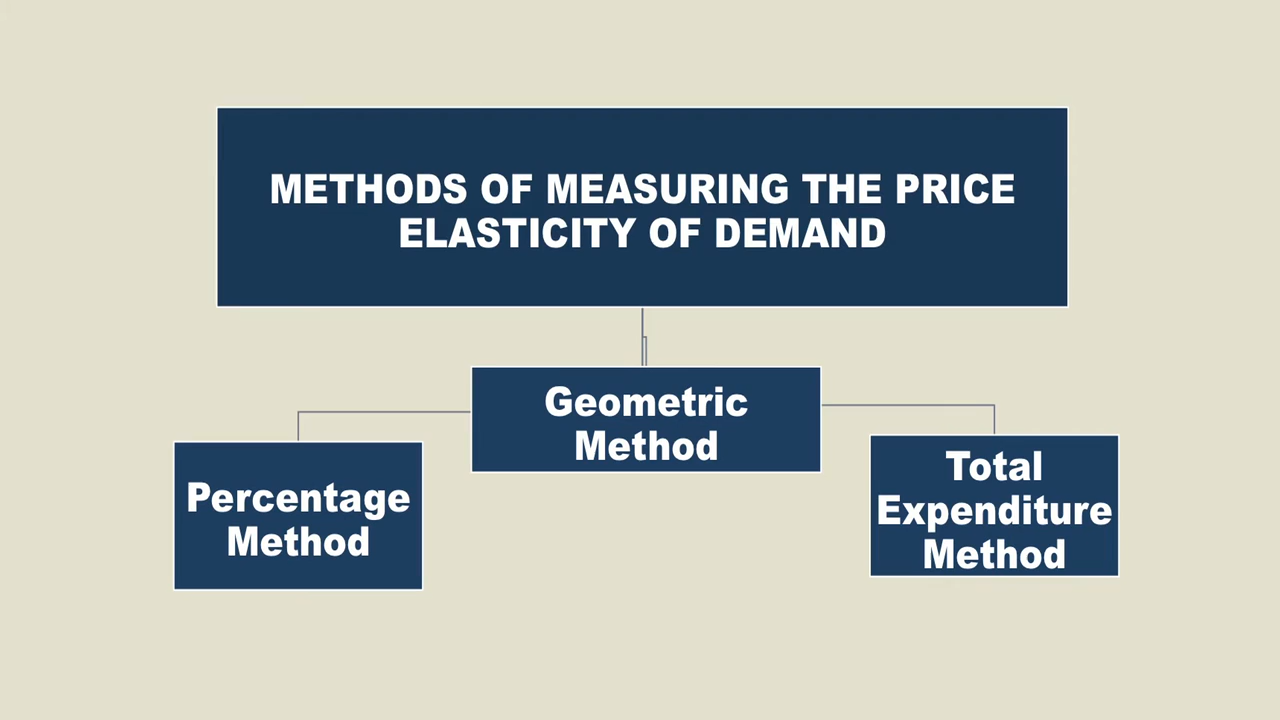 METHODS OF MEASURING THE PRICE
ELASTICITY OF DEMAND
Geometric
Method
Percentage
Method
Total
Expenditure
Method